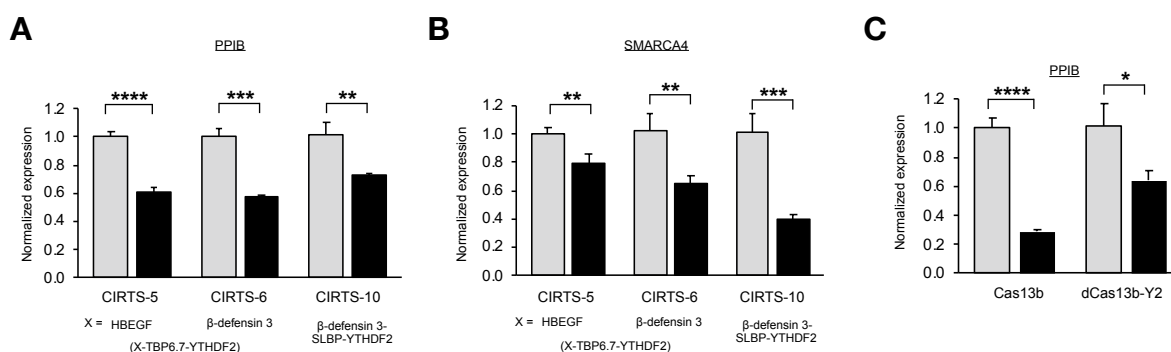 A
PPIB
Normalized expression
1.2
1.0
0.8
0.6
0.4
0.2
0.0
****
***
**
CIRTS-5 CIRTS-6 CIRTS-10
X = HBEGF β-defensin 3 β-defensin 3-
SLBP-YTHDF2
(X-TBP6.7-YTHDF2)
B
SMARCA4
Normalized expression
1.2
1.0
0.8
0.6
0.4
0.2
0.0
**
**
***
CIRTS-5 CIRTS-6 CIRTS-10
X = HBEGF β-defensin 3 β-defensin 3-
SLBP-YTHDF2
(X-TBP6.7-YTHDF2)
C
PPIB
Normalized expression
1.2
1.0
0.8
0.6
0.4
0.2
0.0
****
*
Cas13b dCas13b-Y2